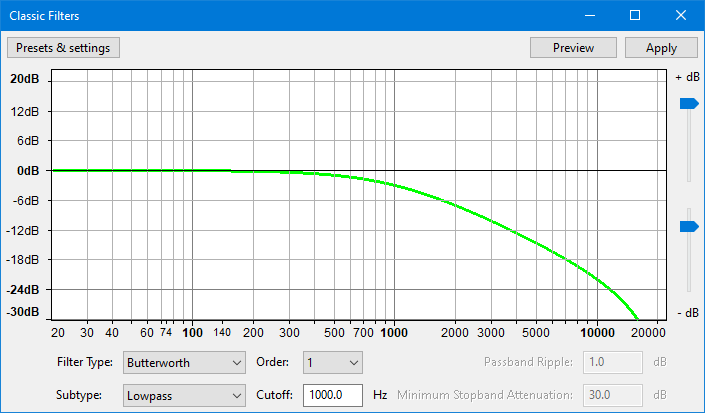 Classic Filters
Presets & settings Preview Apply
+ dB
20dB
12dB
6dB
0dB
-6dB
-12dB
-18dB
-24dB
-30dB
- dB
20 30 40 60 74 100 140 200 300 500 700 1000 2000 3000 5000 10000 20000
Filter Type: Butterworth Order: 1 Passband Ripple: 1.0 dB
Subtype: Lowpass Cutoff: 1000.0 Hz Minimum Stopband Attenuation: 30.0 dB